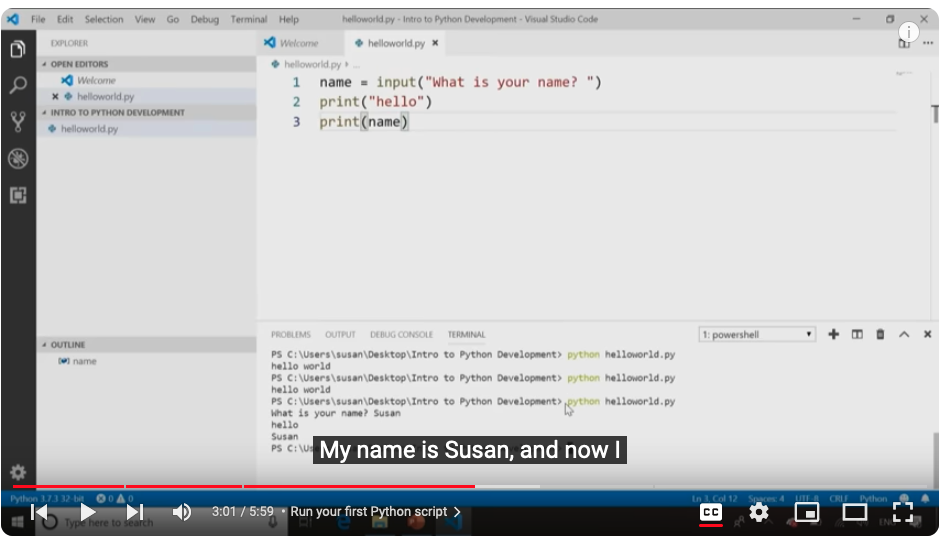 File Edit Selection View Go Debug Terminal Help helloworld.py - Intro to Python Development - Visual Studio Code
EXPLORER
OPEN EDITORS
Welcome
helloworld.py
INTRO TO PYTHON DEVELOPMENT
helloworld.py
OUTLINE
name
Welcome helloworld.py
helloworld.py ...
1 name = input("What is your name? ")
2 print("hello")
3 print(name)
PROBLEMS OUTPUT DEBUG CONSOLE TERMINAL 1: powershell
PS C:\Users\susan\Desktop\Intro to Python Development> python helloworld.py
hello world
PS C:\Users\susan\Desktop\Intro to Python Development> python helloworld.py
hello world
PS C:\Users\susan\Desktop\Intro to Python Development> python helloworld.py
What is your name? Susan
hello
Susan
PS C:\Us
My name is Susan, and now I
Python 3.7.3 32-bit 0 0 Ln 3, Col 12 Spaces: 4 UTF-8 CRLF Python
3:01 / 5:59 • Run your first Python script CC
Type here to search